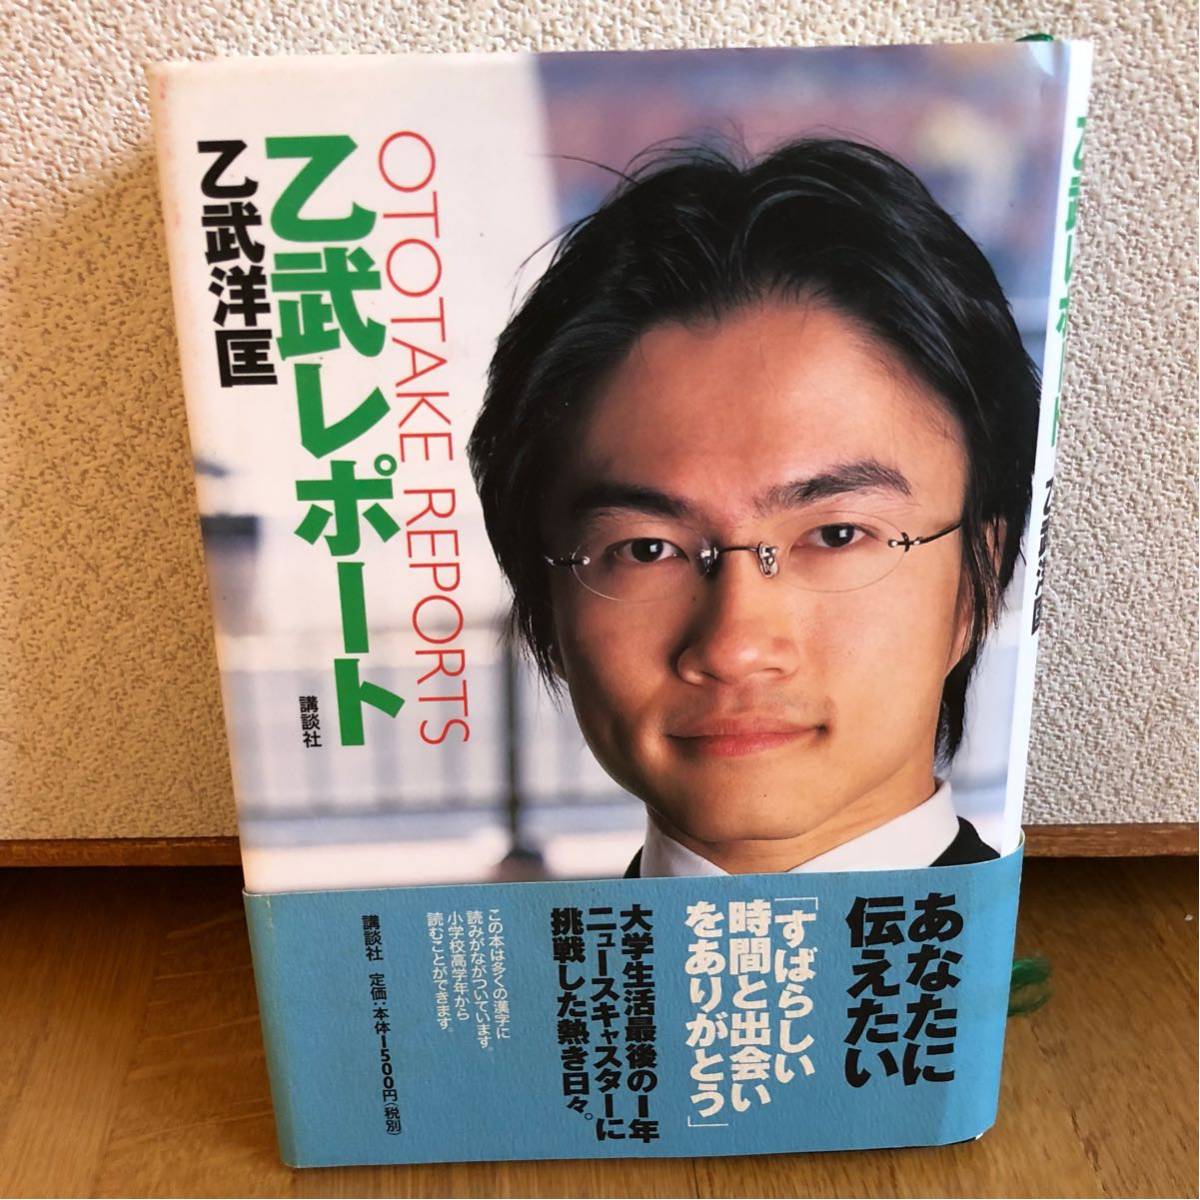 OTOTAKE REPORTS
乙武レポート
乙武洋匡
講談社
乙武レポート 乙武洋匡
あなたに
伝えたい
「すばらしい
時間と出会い
をありがとう」
大学生活最後の一年
ニュースキャスターに
挑戦した熱き日々。
この本は多くの漢字に
読みがながついています。
小学校高学年から
読むことができます。
講談社 定価:本体1500円(税別)